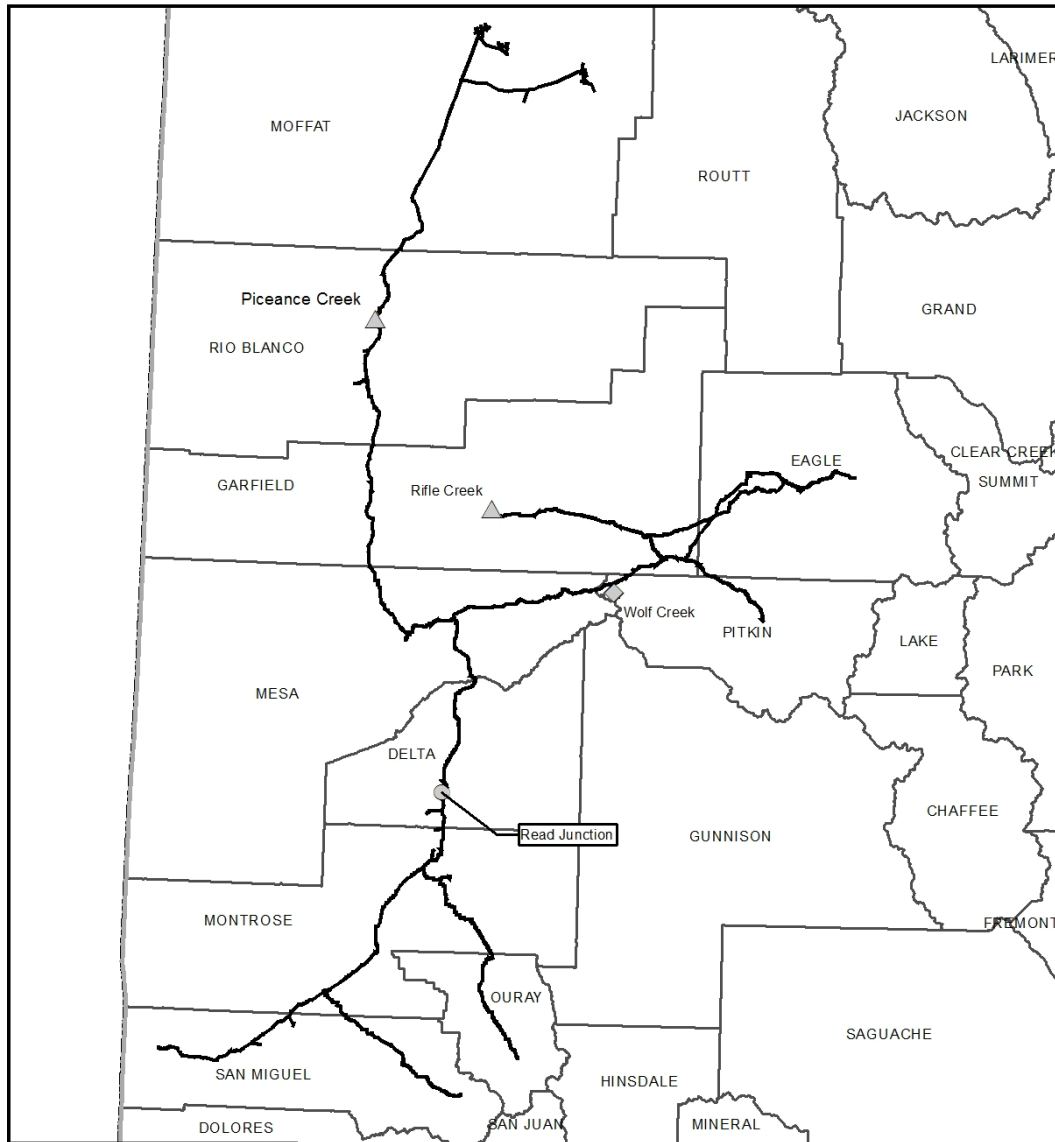 LARIMER
JACKSON
MOFFAT
ROUTT
Piceance Creek
GRAND
RIO BLANCO
CLEAR CREEK
EAGLE
SUMMIT
GARFIELD
Rifle Creek
Wolf Creek
PITKIN
LAKE
PARK
MESA
DELTA
CHAFFEE
Read Junction
GUNNISON
MONTROSE
FREMONT
OURAY
SAGUACHE
SAN MIGUEL
HINSDALE
SAN JUAN
MINERAL
DOLORES